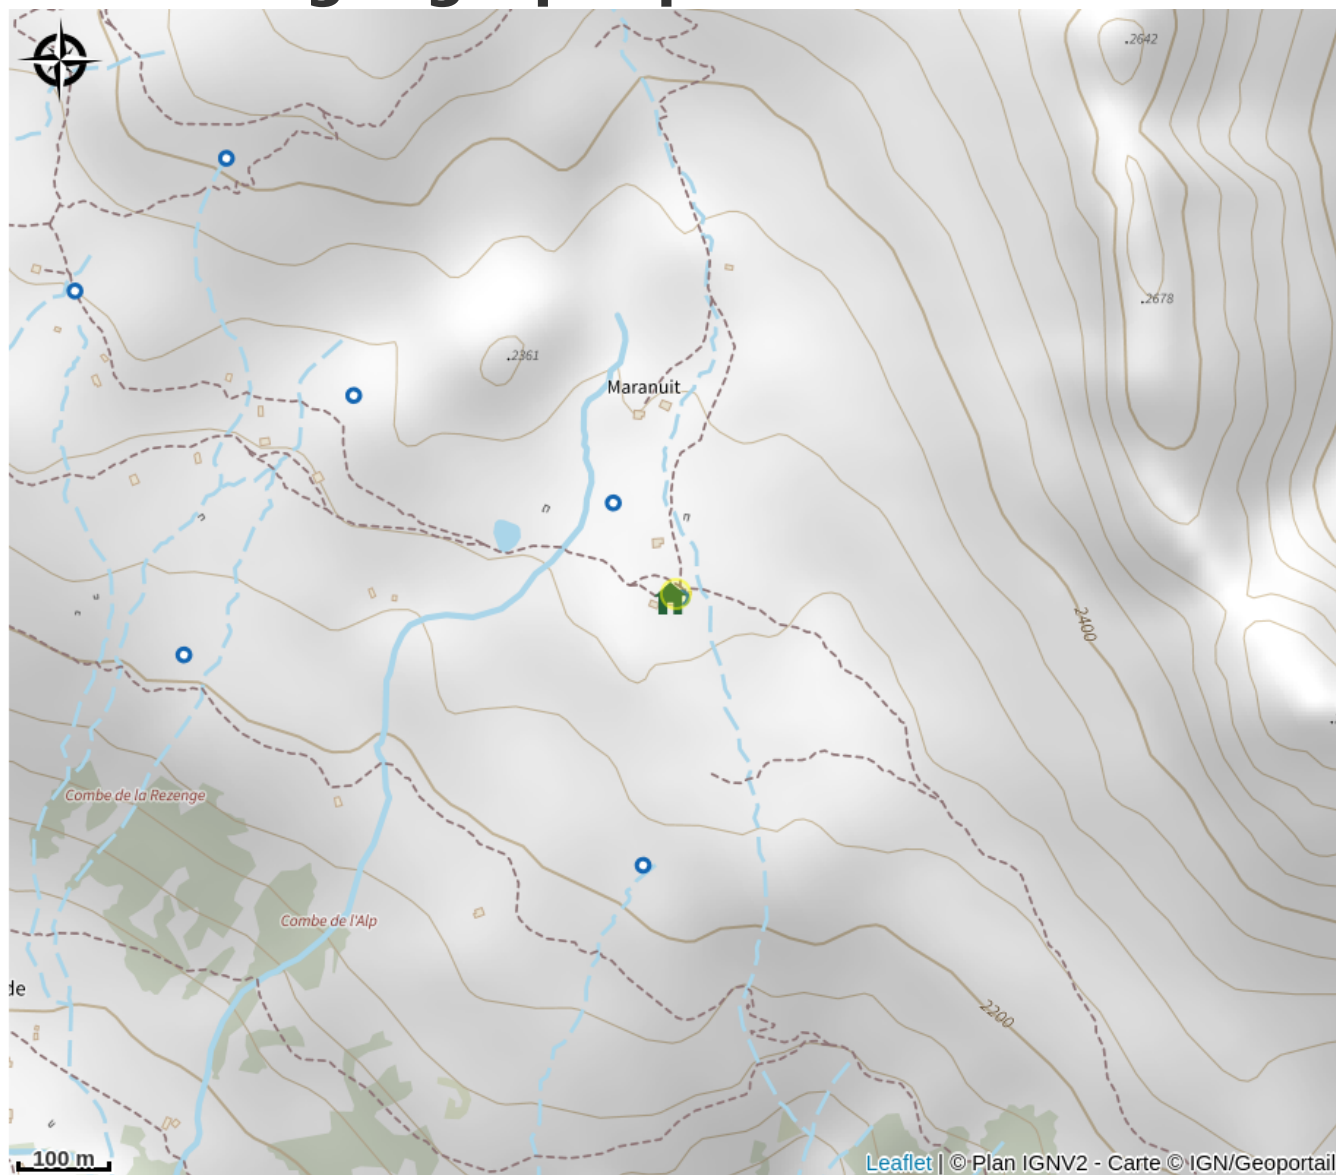 .2642
.2678
.2361
Maranuit
2400
Combe de la Rezenge
Combe de l'Alp
de
2200
100 m
Leaflet | © Plan IGNV2 - Carte © IGN/Geoportail